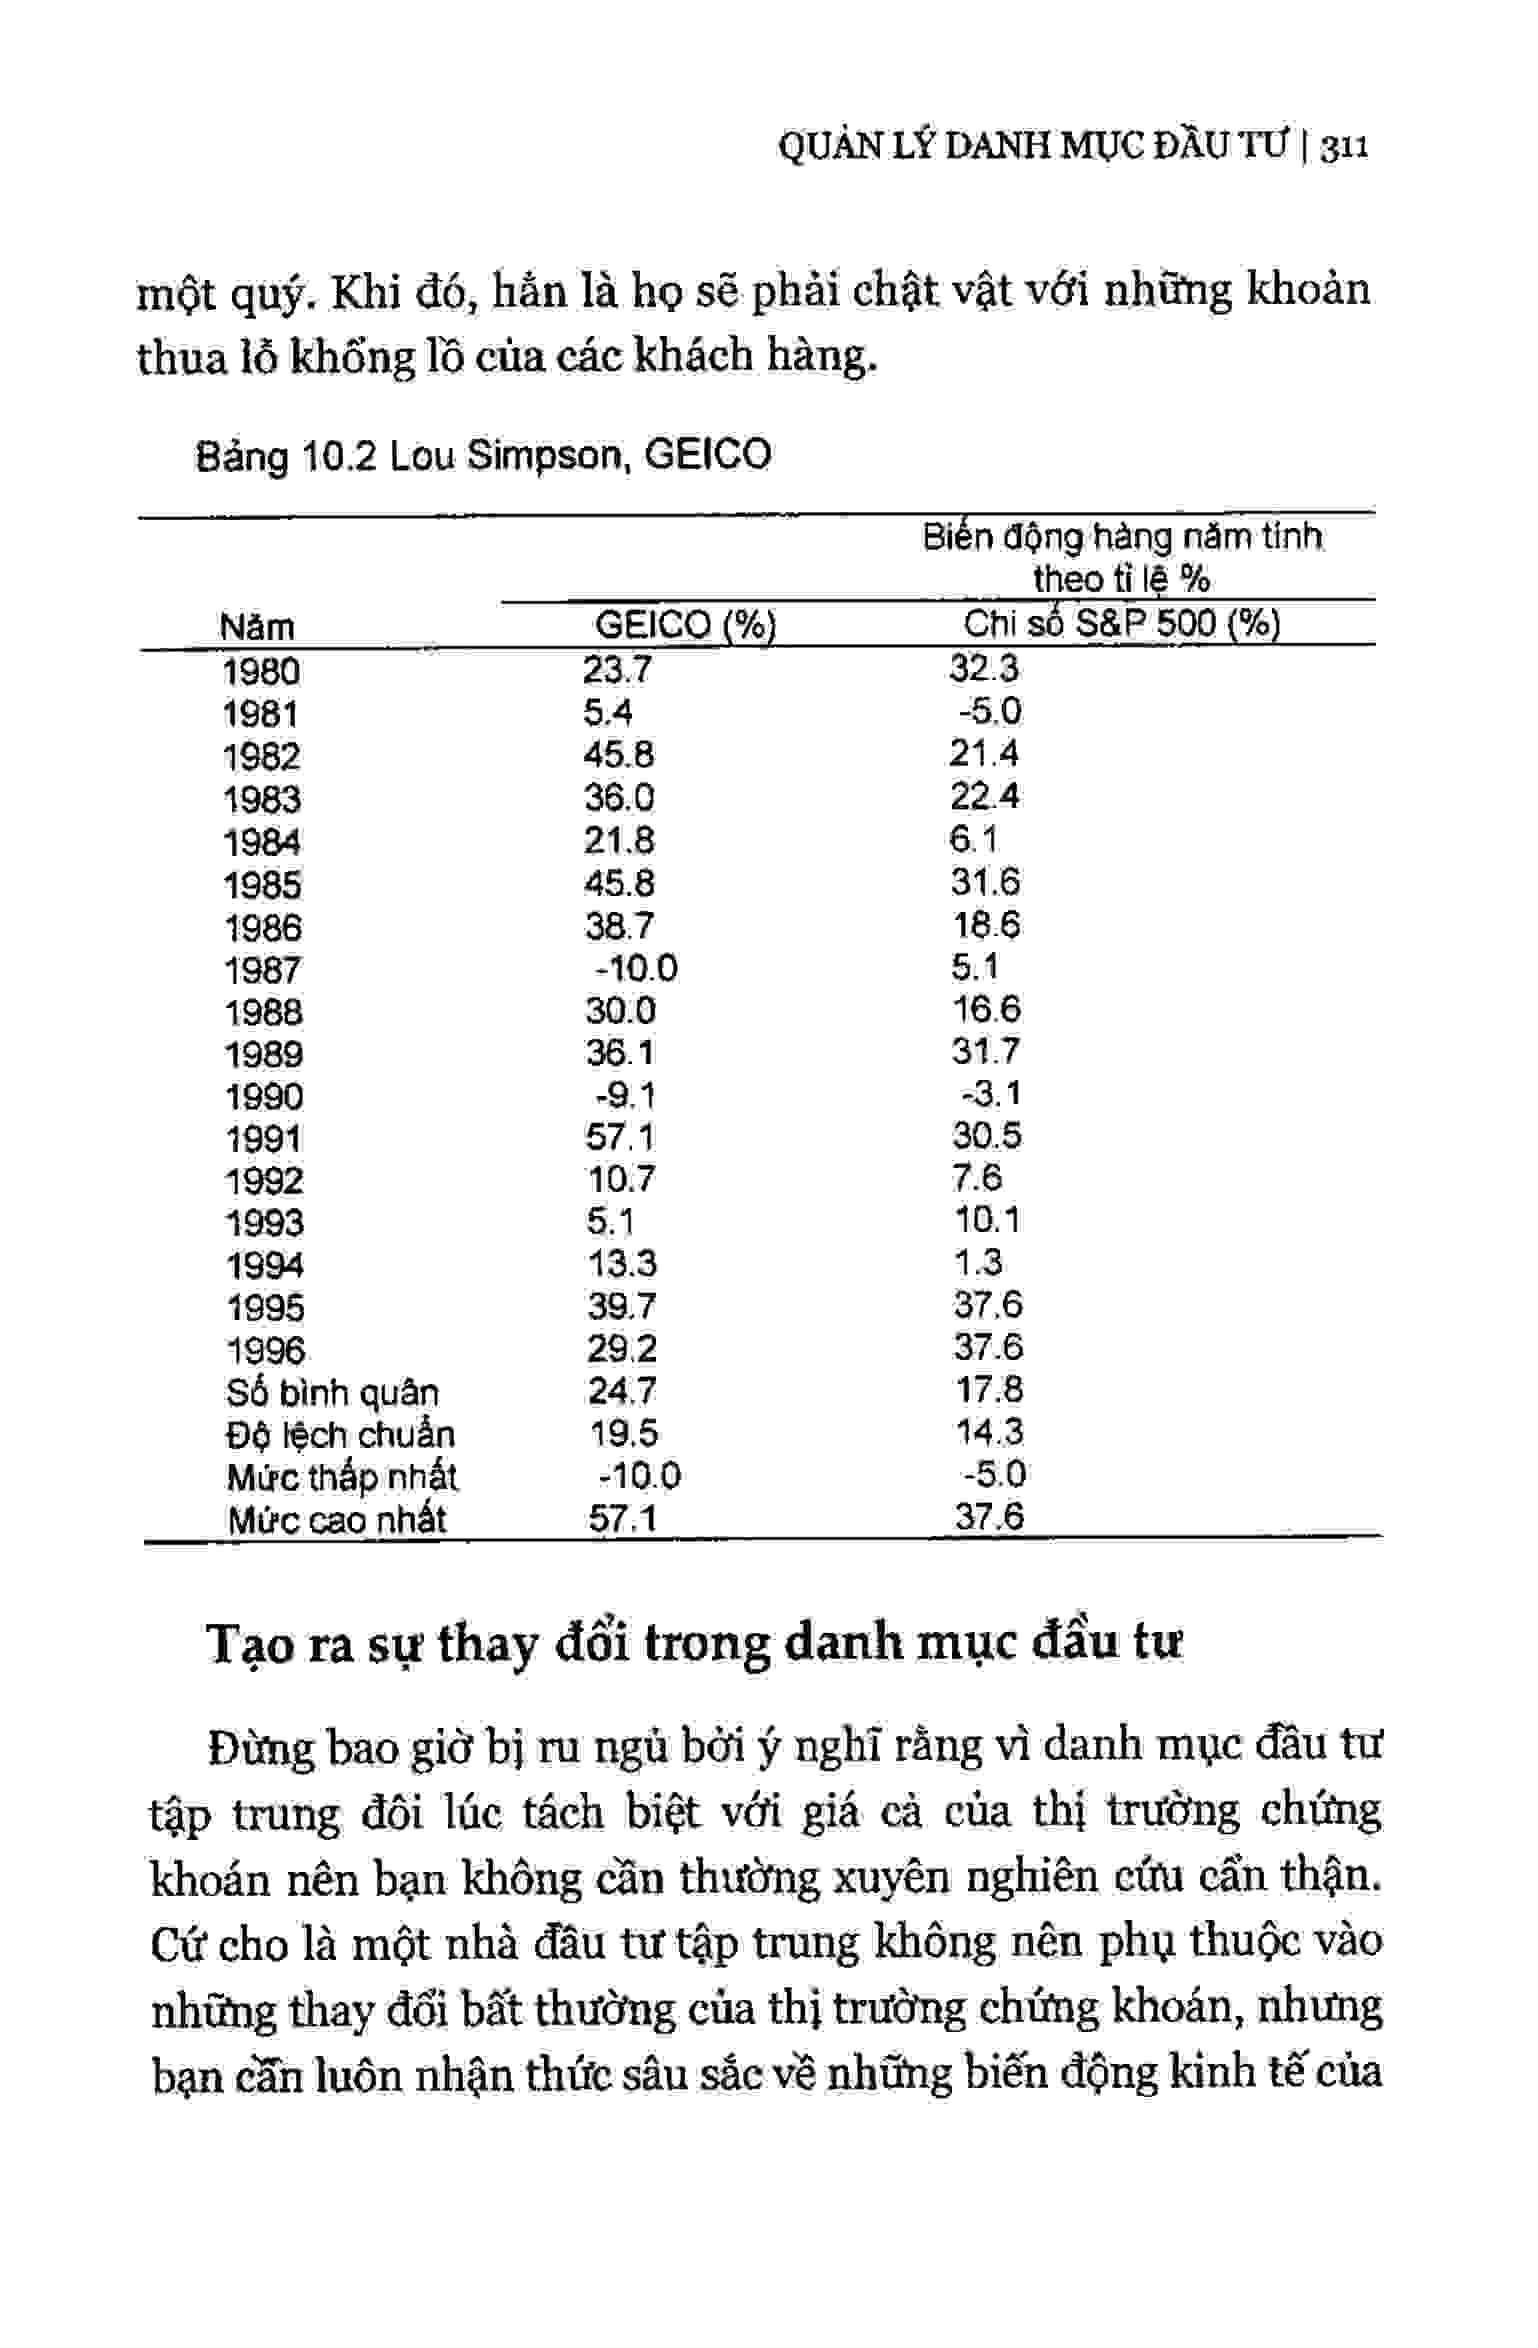 QUẢN LÝ DANH MỤC ĐẦU TƯ | 311
một quý. Khi đó, hẳn là họ sẽ phải chật vật với những khoản
thua lỗ khổng lồ của các khách hàng.
Bảng 10.2 Lou Simpson, GEICO
Biến động hàng năm tính
theo tỉ lệ %
Năm GEICO (%) Chỉ số S&P 500 (%)
1980 23.7 32.3
1981 5.4 -5.0
1982 45.8 21.4
1983 36.0 22.4
1984 21.8 6.1
1985 45.8 31.6
1986 38.7 18.6
1987 -10.0 5.1
1988 30.0 16.6
1989 36.1 31.7
1990 -9.1 -3.1
1991 57.1 30.5
1992 10.7 7.6
1993 5.1 10.1
1994 13.3 1.3
1995 39.7 37.6
1996 29.2 37.6
Số bình quân 24.7 17.8
Độ lệch chuẩn 19.5 14.3
Mức thấp nhất -10.0 -5.0
Mức cao nhất 57.1 37.6
Tạo ra sự thay đổi trong danh mục đầu tư
Đừng bao giờ bị ru ngủ bởi ý nghĩ rằng vì danh mục đầu tư
tập trung đôi lúc tách biệt với giá cả của thị trường chứng
khoán nên bạn không cần thường xuyên nghiên cứu cẩn thận.
Cứ cho là một nhà đầu tư tập trung không nên phụ thuộc vào
những thay đổi bất thường của thị trường chứng khoán, nhưng
bạn cần luôn nhận thức sâu sắc về những biến động kinh tế của